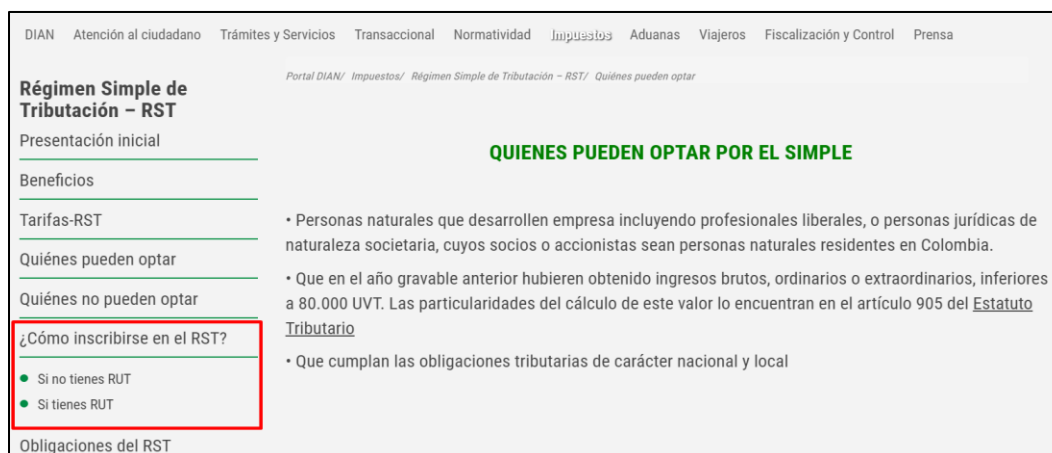 DIAN Atención al ciudadano Trámites y Servicios Transaccional Normatividad Impuestos Aduanas Viajeros Fiscalización y Control Prensa
Portal DIAN/ Impuestos/ Régimen Simple de Tributación – RST/ Quiénes pueden optar
Régimen Simple de
Tributación – RST
Presentación inicial
Beneficios
Tarifas-RST
Quiénes pueden optar
Quiénes no pueden optar
¿Cómo inscribirse en el RST?
Si no tienes RUT
Si tienes RUT
Obligaciones del RST
QUIENES PUEDEN OPTAR POR EL SIMPLE
• Personas naturales que desarrollen empresa incluyendo profesionales liberales, o personas jurídicas de
naturaleza societaria, cuyos socios o accionistas sean personas naturales residentes en Colombia.
• Que en el año gravable anterior hubieren obtenido ingresos brutos, ordinarios o extraordinarios, inferiores
a 80.000 UVT. Las particularidades del cálculo de este valor lo encuentran en el artículo 905 del Estatuto
Tributario
• Que cumplan las obligaciones tributarias de carácter nacional y local